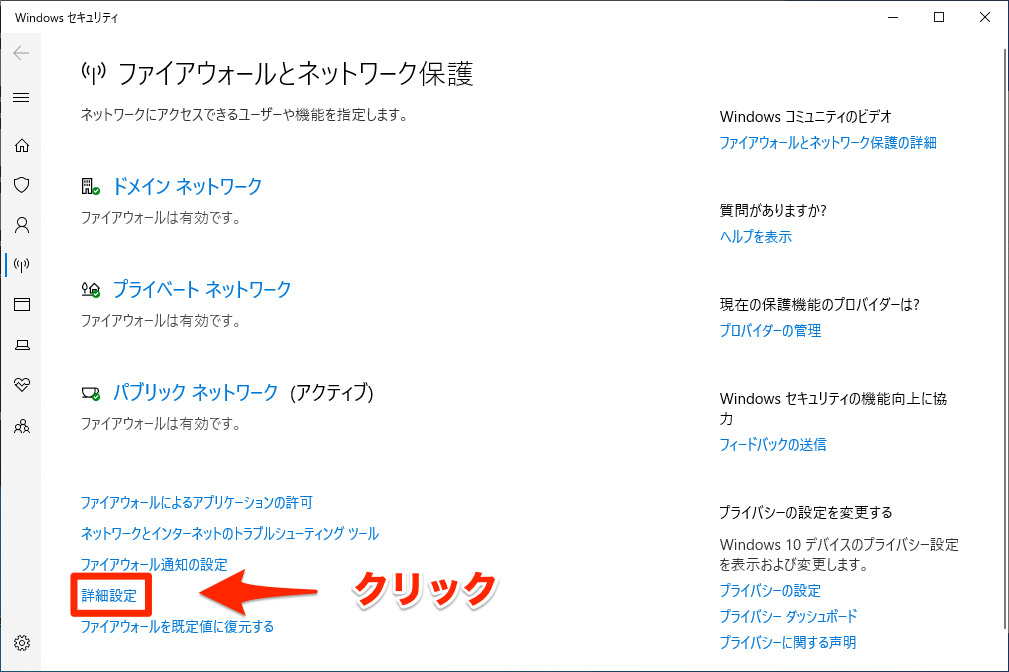 Windows セキュリティ
ファイアウォールとネットワーク保護
ネットワークにアクセスできるユーザーや機能を指定します。
ドメイン ネットワーク
ファイアウォールは有効です。
プライベート ネットワーク
ファイアウォールは有効です。
パブリック ネットワーク (アクティブ)
ファイアウォールは有効です。
ファイアウォールによるアプリケーションの許可
ネットワークとインターネットのトラブルシューティング ツール
ファイアウォール通知の設定
詳細設定
クリック
ファイアウォールを既定値に復元する
Windows コミュニティのビデオ
ファイアウォールとネットワーク保護の詳細
質問がありますか?
ヘルプを表示
現在の保護機能のプロバイダーは?
プロバイダーの管理
Windows セキュリティの機能向上に協
力
フィードバックの送信
プライバシーの設定を変更する
Windows 10 デバイスのプライバシー設定
を表示および変更します。
プライバシーの設定
プライバシー ダッシュボード
プライバシーに関する声明